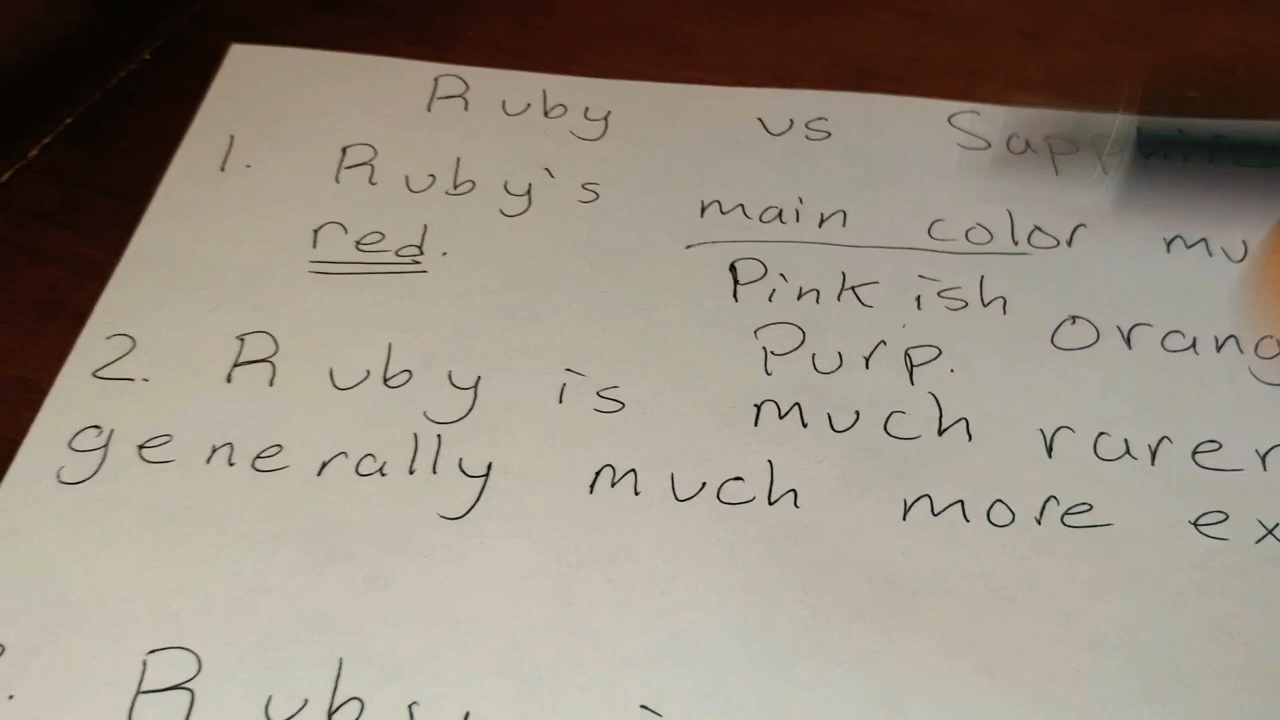 Ruby vs Sapphire
1. Ruby's main color mu
red. Pinkish orang
Purp.
2. Ruby is much rarer
generally much more ex
Ruby